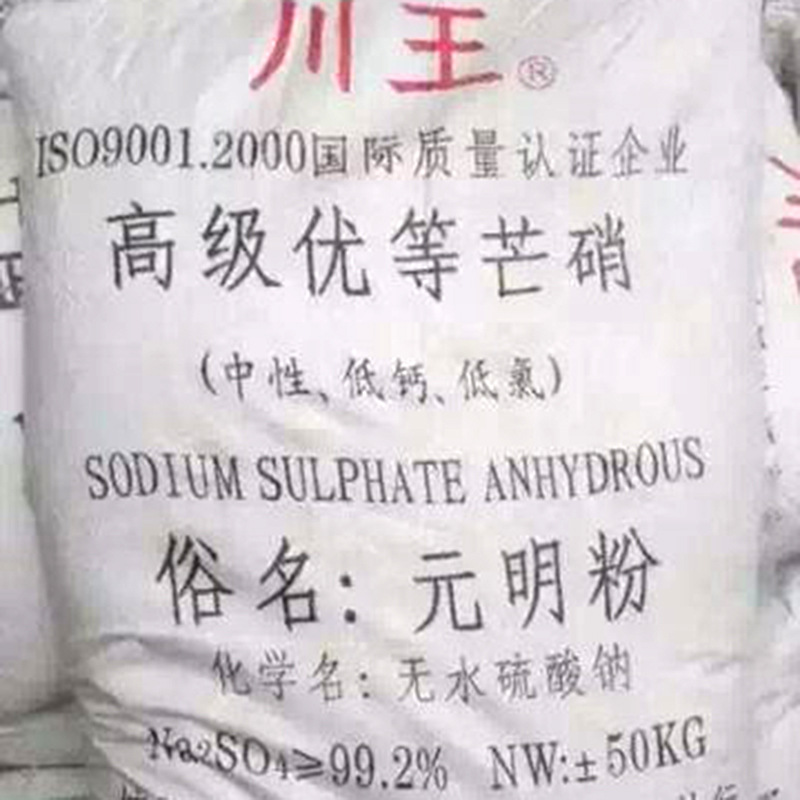 川王®
ISO9001.2000国际质量认证企业
高级优等芒硝
(中性、低钙、低氯)
SODIUM SULPHATE ANHYDROUS
俗名：元明粉
化学名：无水硫酸钠
Na₂SO₄≥99.2% NW:±50KG